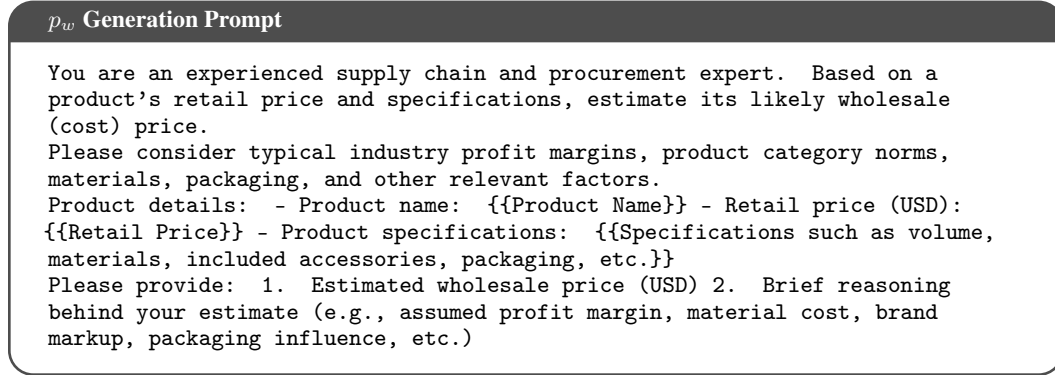 p_w Generation Prompt
You are an experienced supply chain and procurement expert. Based on a
product's retail price and specifications, estimate its likely wholesale
(cost) price.
Please consider typical industry profit margins, product category norms,
materials, packaging, and other relevant factors.
Product details: - Product name: {{Product Name}} - Retail price (USD):
{{Retail Price}} - Product specifications: {{Specifications such as volume,
materials, included accessories, packaging, etc.}}
Please provide: 1. Estimated wholesale price (USD) 2. Brief reasoning
behind your estimate (e.g., assumed profit margin, material cost, brand
markup, packaging influence, etc.)